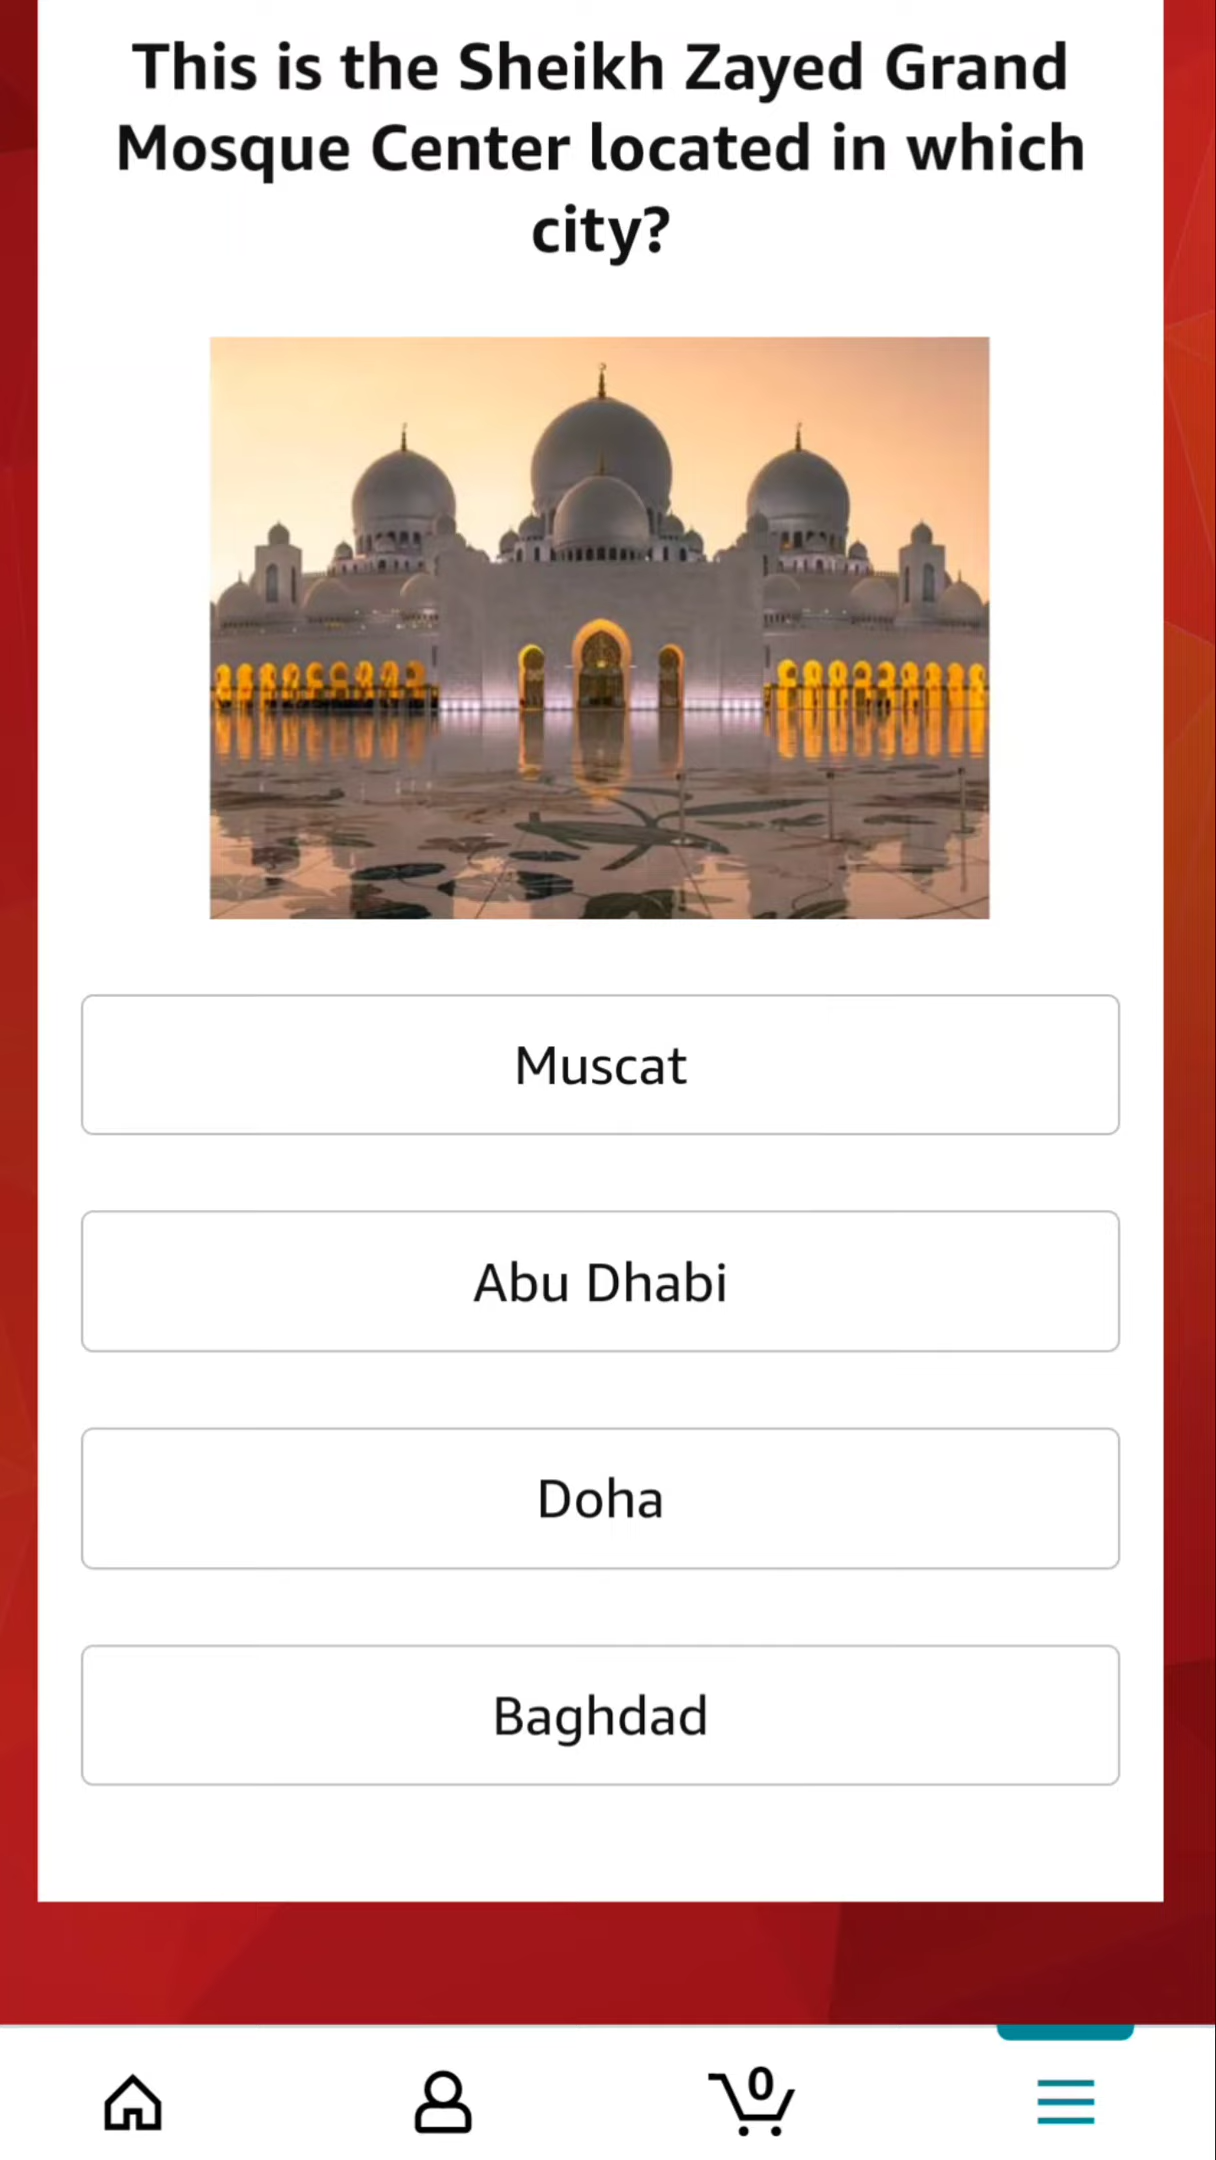 This is the Sheikh Zayed Grand
Mosque Center located in which
city?
Muscat
Abu Dhabi
Doha
Baghdad
0